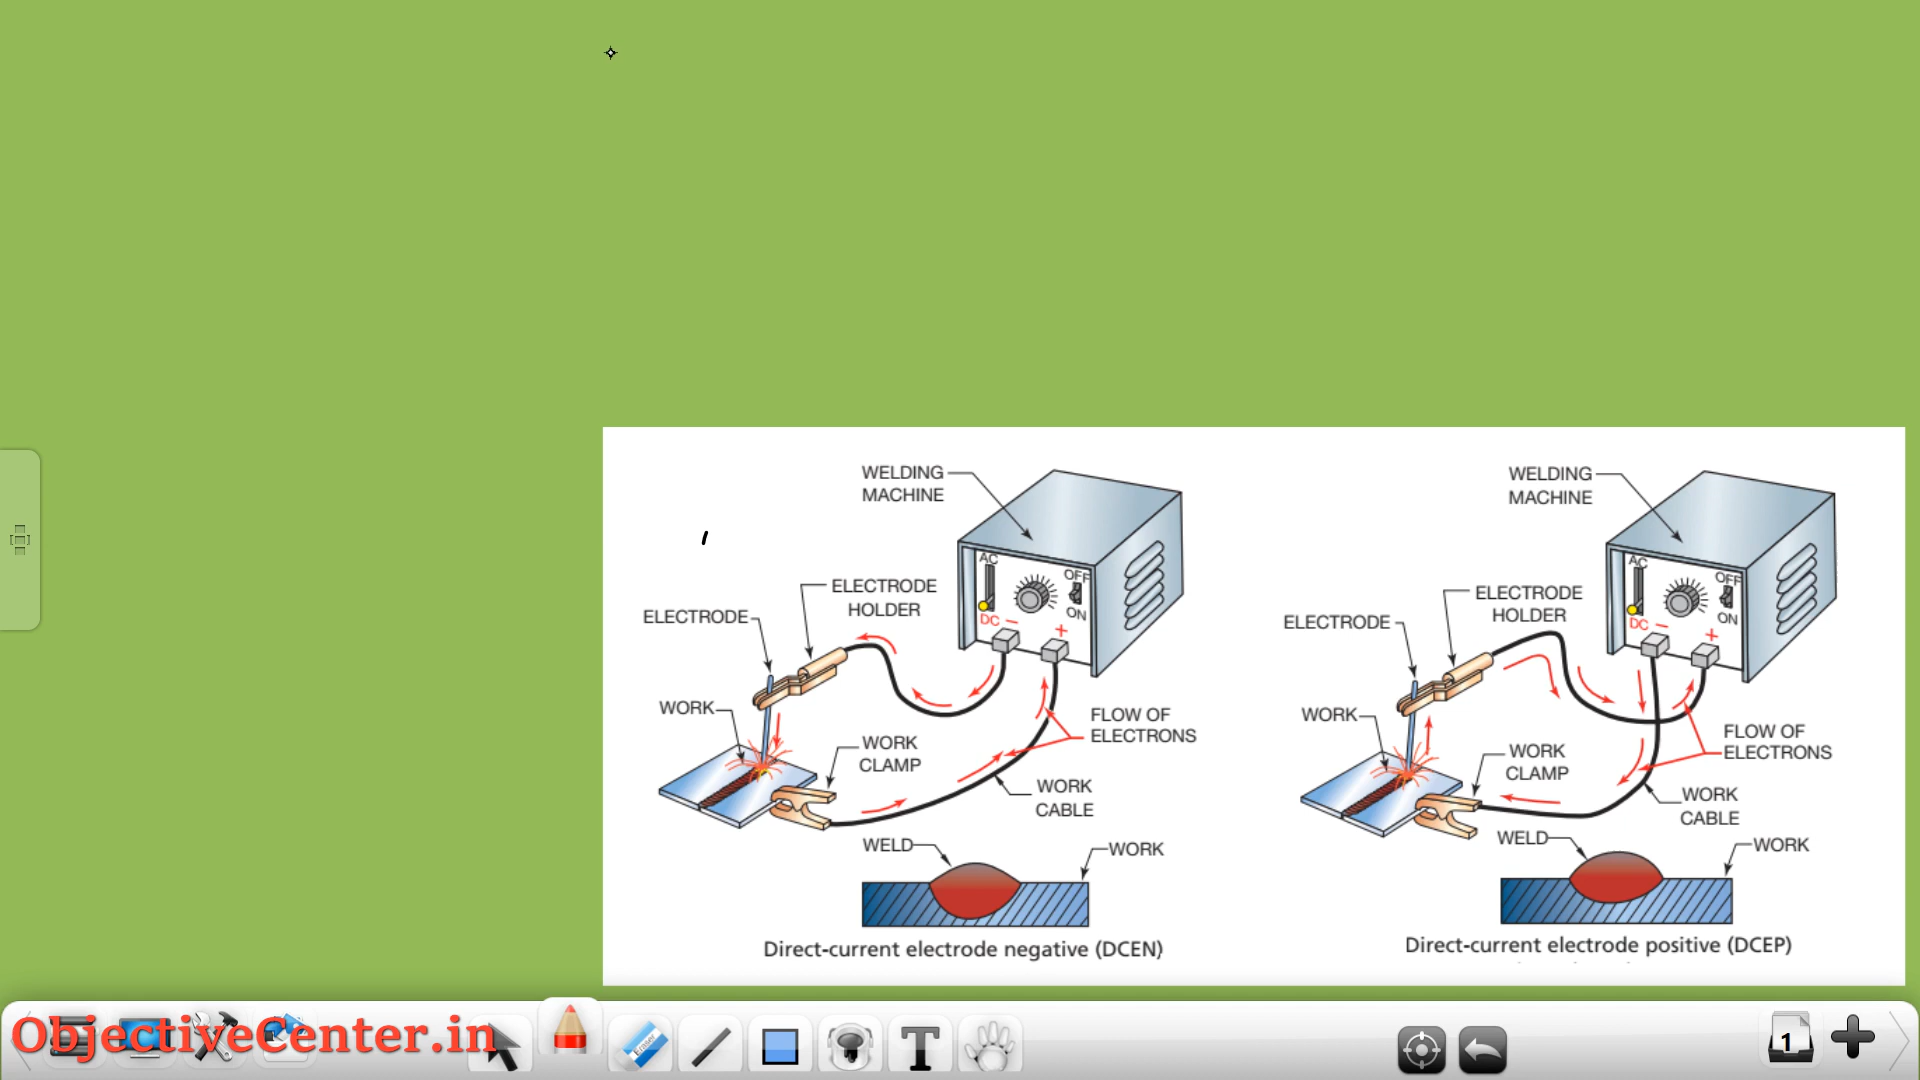 WELDING
MACHINE
AC
OFF
ON
DC − +
ELECTRODE
HOLDER
ELECTRODE
WORK
WORK
CLAMP
FLOW OF
ELECTRONS
WORK
CABLE
WELD
WORK
Direct-current electrode negative (DCEN)
WELDING
MACHINE
AC
OFF
ON
DC − +
ELECTRODE
HOLDER
ELECTRODE
WORK
WORK
CLAMP
FLOW OF
ELECTRONS
WORK
CABLE
WELD
WORK
Direct-current electrode positive (DCEP)
ObjectiveCenter.in
Eraser
T
1